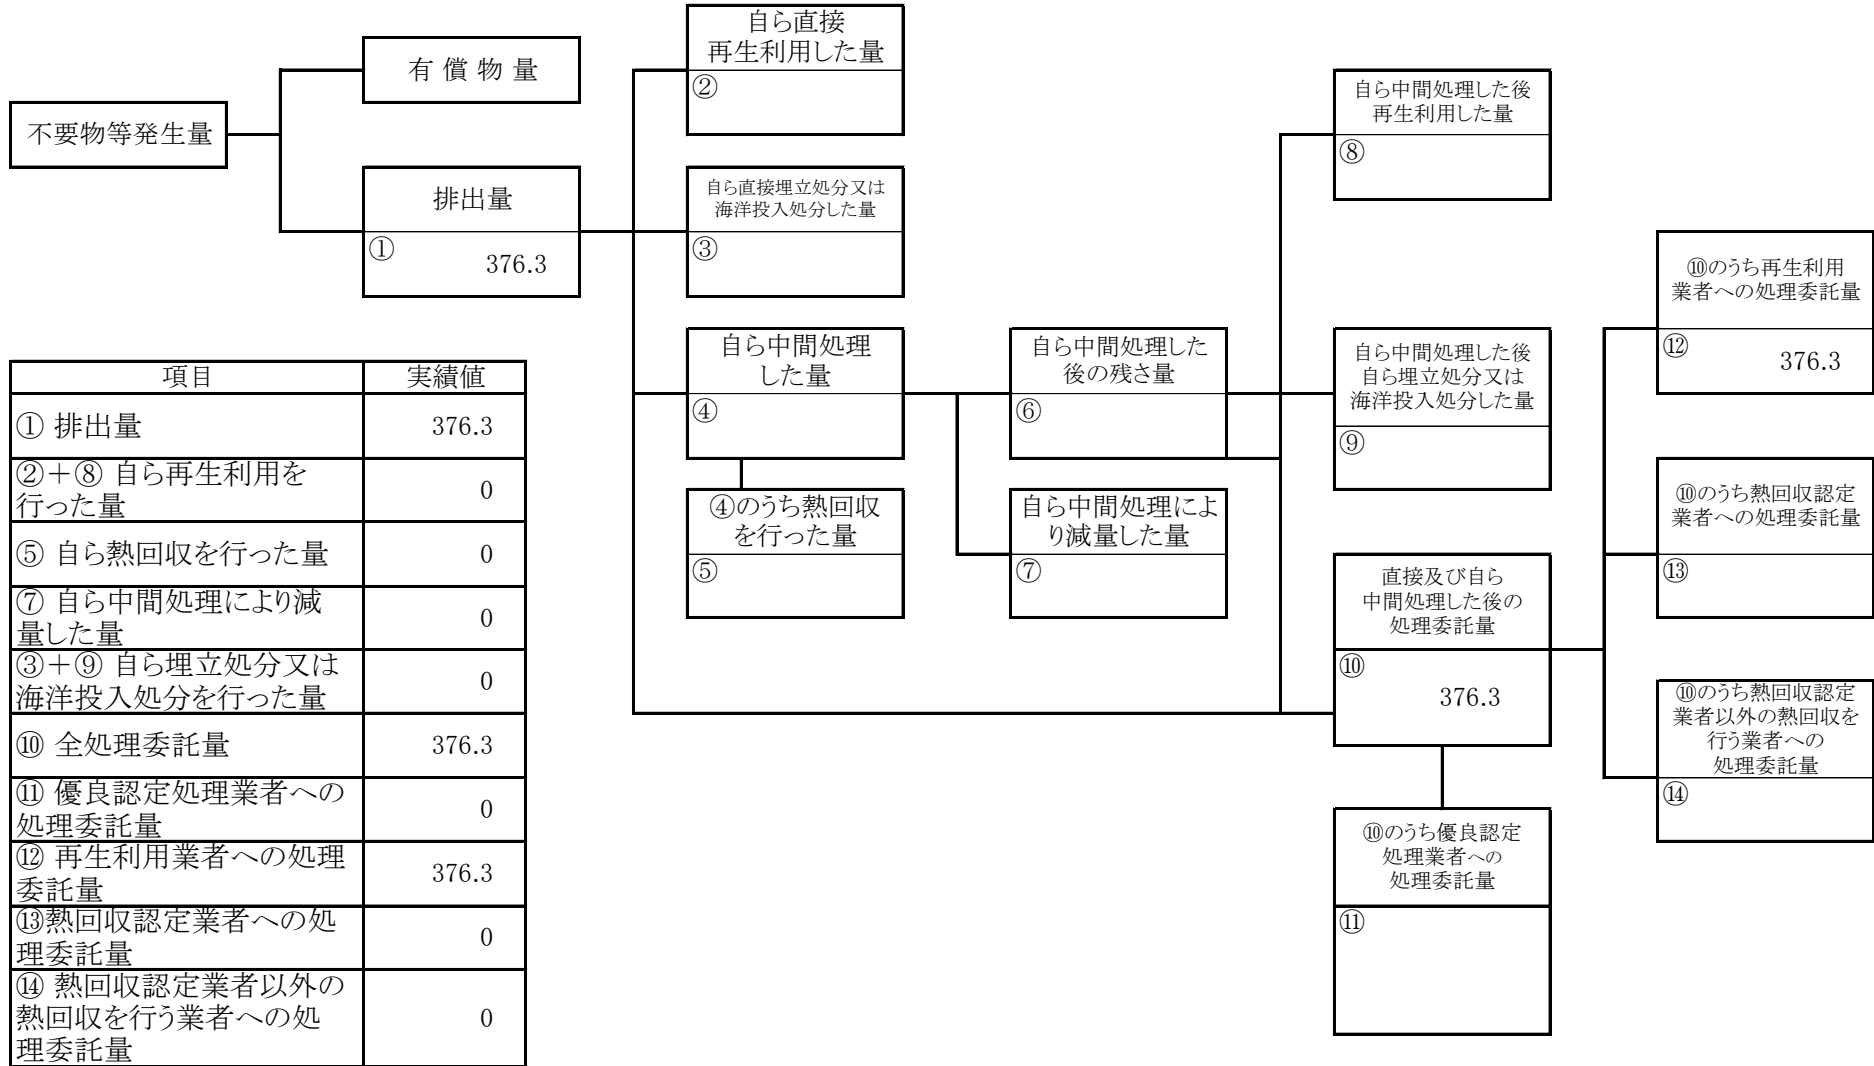 不要物等発生量
有 償 物 量
排出量
①
376.3
自ら直接
再生利用した量
②
自ら直接埋立処分又は
海洋投入処分した量
③
自ら中間処理
した量
④
④のうち熱回収
を行った量
⑤
自ら中間処理した
後の残さ量
⑥
自ら中間処理によ
り減量した量
⑦
自ら中間処理した後
再生利用した量
⑧
自ら中間処理した後
自ら埋立処分又は
海洋投入処分した量
⑨
直接及び自ら
中間処理した後の
処理委託量
⑩
376.3
⑩のうち優良認定
処理業者への
処理委託量
⑪
⑩のうち再生利用
業者への処理委託量
⑫
376.3
⑩のうち熱回収認定
業者への処理委託量
⑬
⑩のうち熱回収認定
業者以外の熱回収を
行う業者への
処理委託量
⑭
項目 実績値
① 排出量 376.3
②＋⑧ 自ら再生利用を
行った量 0
⑤ 自ら熱回収を行った量 0
⑦ 自ら中間処理により減
量した量 0
③＋⑨ 自ら埋立処分又は
海洋投入処分を行った量 0
⑩ 全処理委託量 376.3
⑪ 優良認定処理業者への
処理委託量 0
⑫ 再生利用業者への処理
委託量 376.3
⑬熱回収認定業者への処
理委託量 0
⑭ 熱回収認定業者以外の
熱回収を行う業者への処
理委託量 0